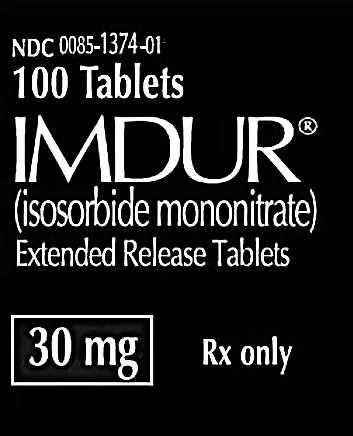 NDC 0085-1374-01
100 Tablets
IMDUR®
(isosorbide mononitrate)
Extended Release Tablets
30 mg
Rx only